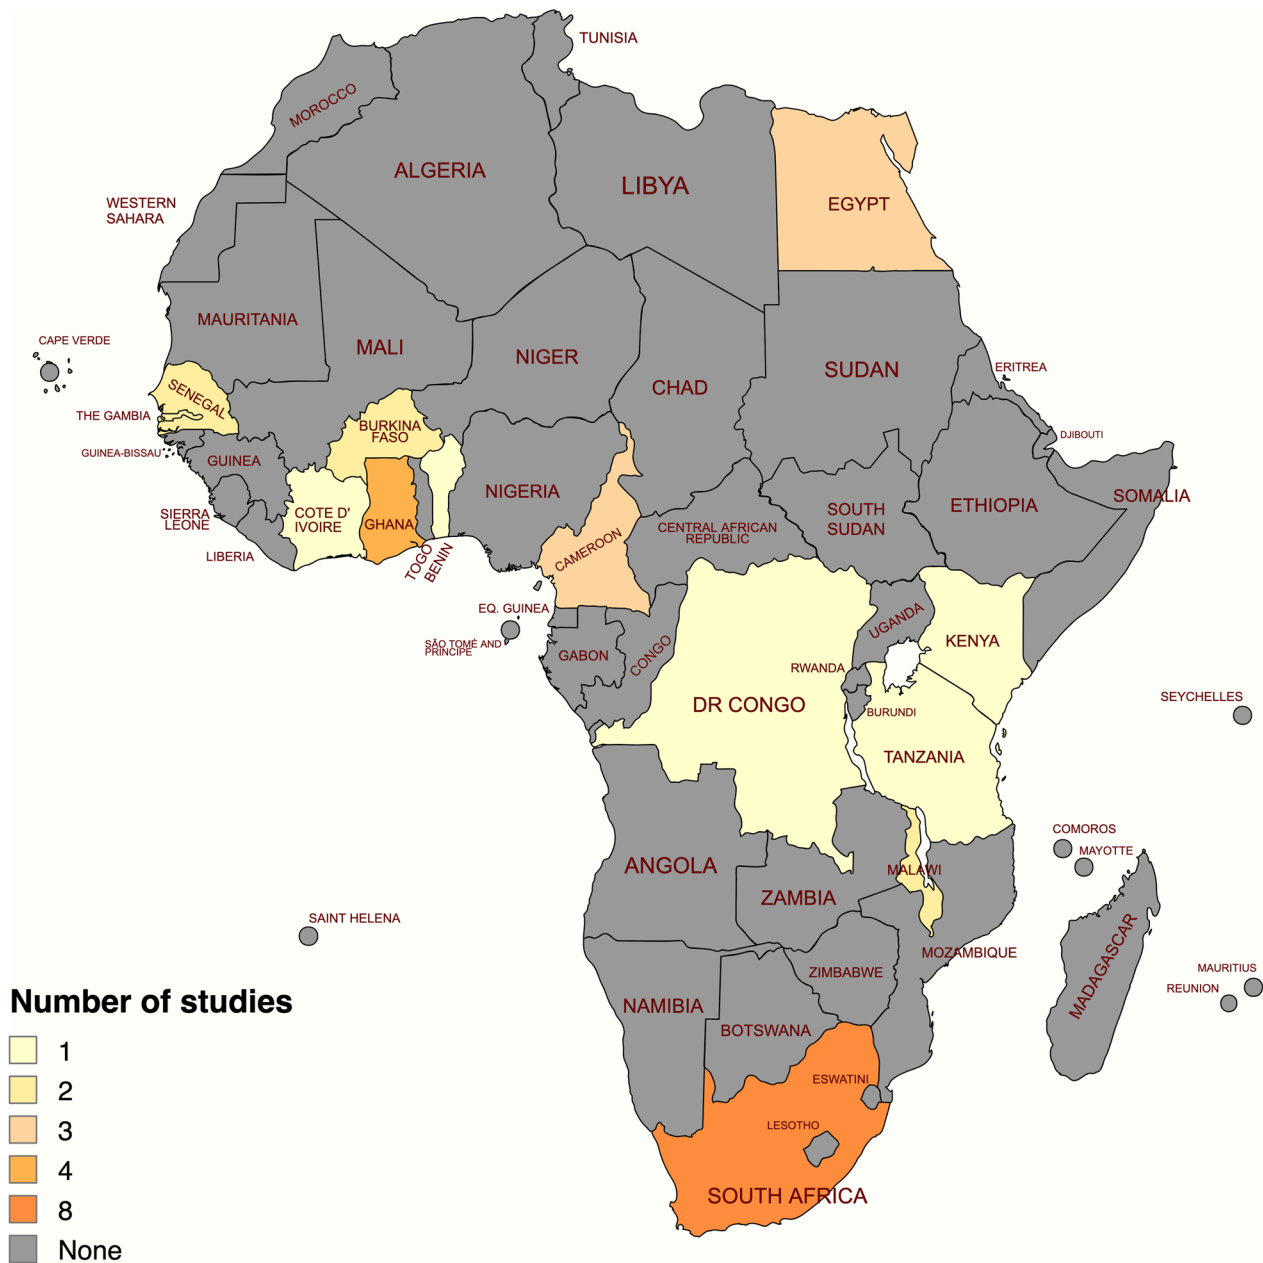 TUNISIA
MOROCCO
ALGERIA
LIBYA
EGYPT
WESTERN
SAHARA
MAURITANIA
MALI
NIGER
CHAD
SUDAN
ERITREA
CAPE VERDE
SENEGAL
THE GAMBIA
BURKINA
FASO
DJIBOUTI
GUINEA-BISSAU
GUINEA
NIGERIA
SOMALIA
ETHIOPIA
SIERRA
LEONE
COTE D'
IVOIRE
GHANA
SOUTH
SUDAN
CENTRAL AFRICAN
REPUBLIC
LIBERIA
TOGO
BENIN
CAMEROON
EQ. GUINEA
SÃO TOMÉ AND
PRINCIPE
GABON
CONGO
UGANDA
KENYA
RWANDA
DR CONGO
BURUNDI
SEYCHELLES
TANZANIA
COMOROS
MAYOTTE
ANGOLA
MALAWI
ZAMBIA
SAINT HELENA
MOZAMBIQUE
MADAGASCAR
ZIMBABWE
MAURITIUS
REUNION
NAMIBIA
BOTSWANA
ESWATINI
LESOTHO
SOUTH AFRICA
Number of studies
1
2
3
4
8
None